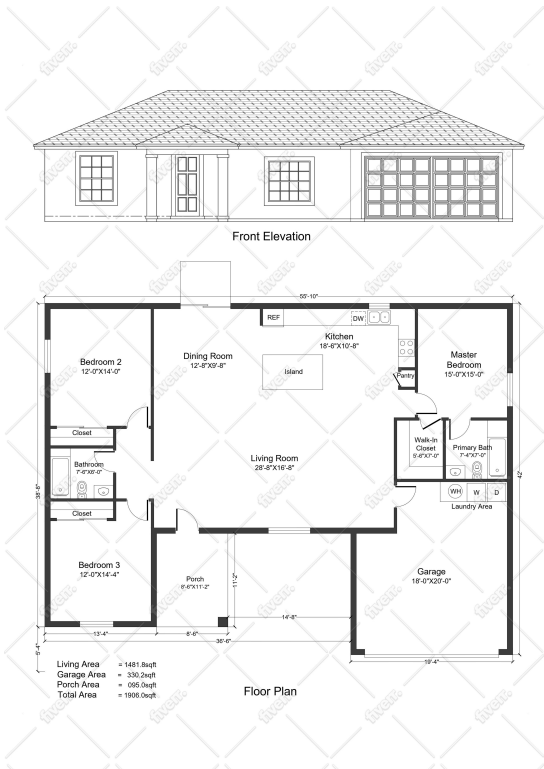 Front Elevation
55'-10"
REF
DW
Kitchen
18'-6"X10'-8"
Dining Room
12'-8"X9'-8"
Bedroom 2
12'-0"X14'-0"
Island
Pantry
Master
Bedroom
15'-0"X15'-0"
Closet
Walk-In
Closet
5'-6"X7'-0"
Primary Bath
7'-4"X7'-0"
Living Room
28'-8"X16'-8"
Bathroom
7'-6"X6'-0"
38'-8"
42'
WH
W
D
Laundry Area
Closet
Bedroom 3
12'-0"X14'-4"
Porch
8'-6"X11'-2"
11'-2"
Garage
18'-0"X20'-0"
14'-8"
13'-4"
8'-6"
36'-6"
5'-4"
19'-4"
Living Area = 1481.8sqft
Garage Area = 330.2sqft
Porch Area = 095.0sqft
Total Area = 1906.0sqft
Floor Plan
fiverr.